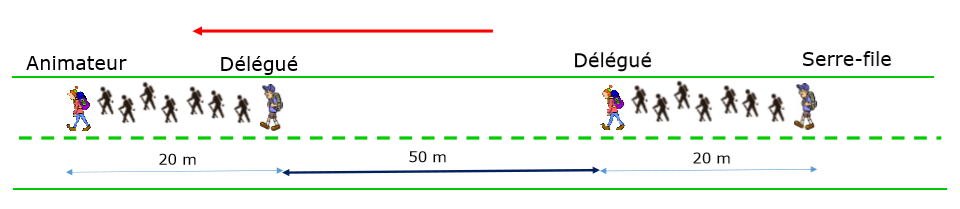 Animateur
Délégué
Délégué
Serre-file
20 m
50 m
20 m